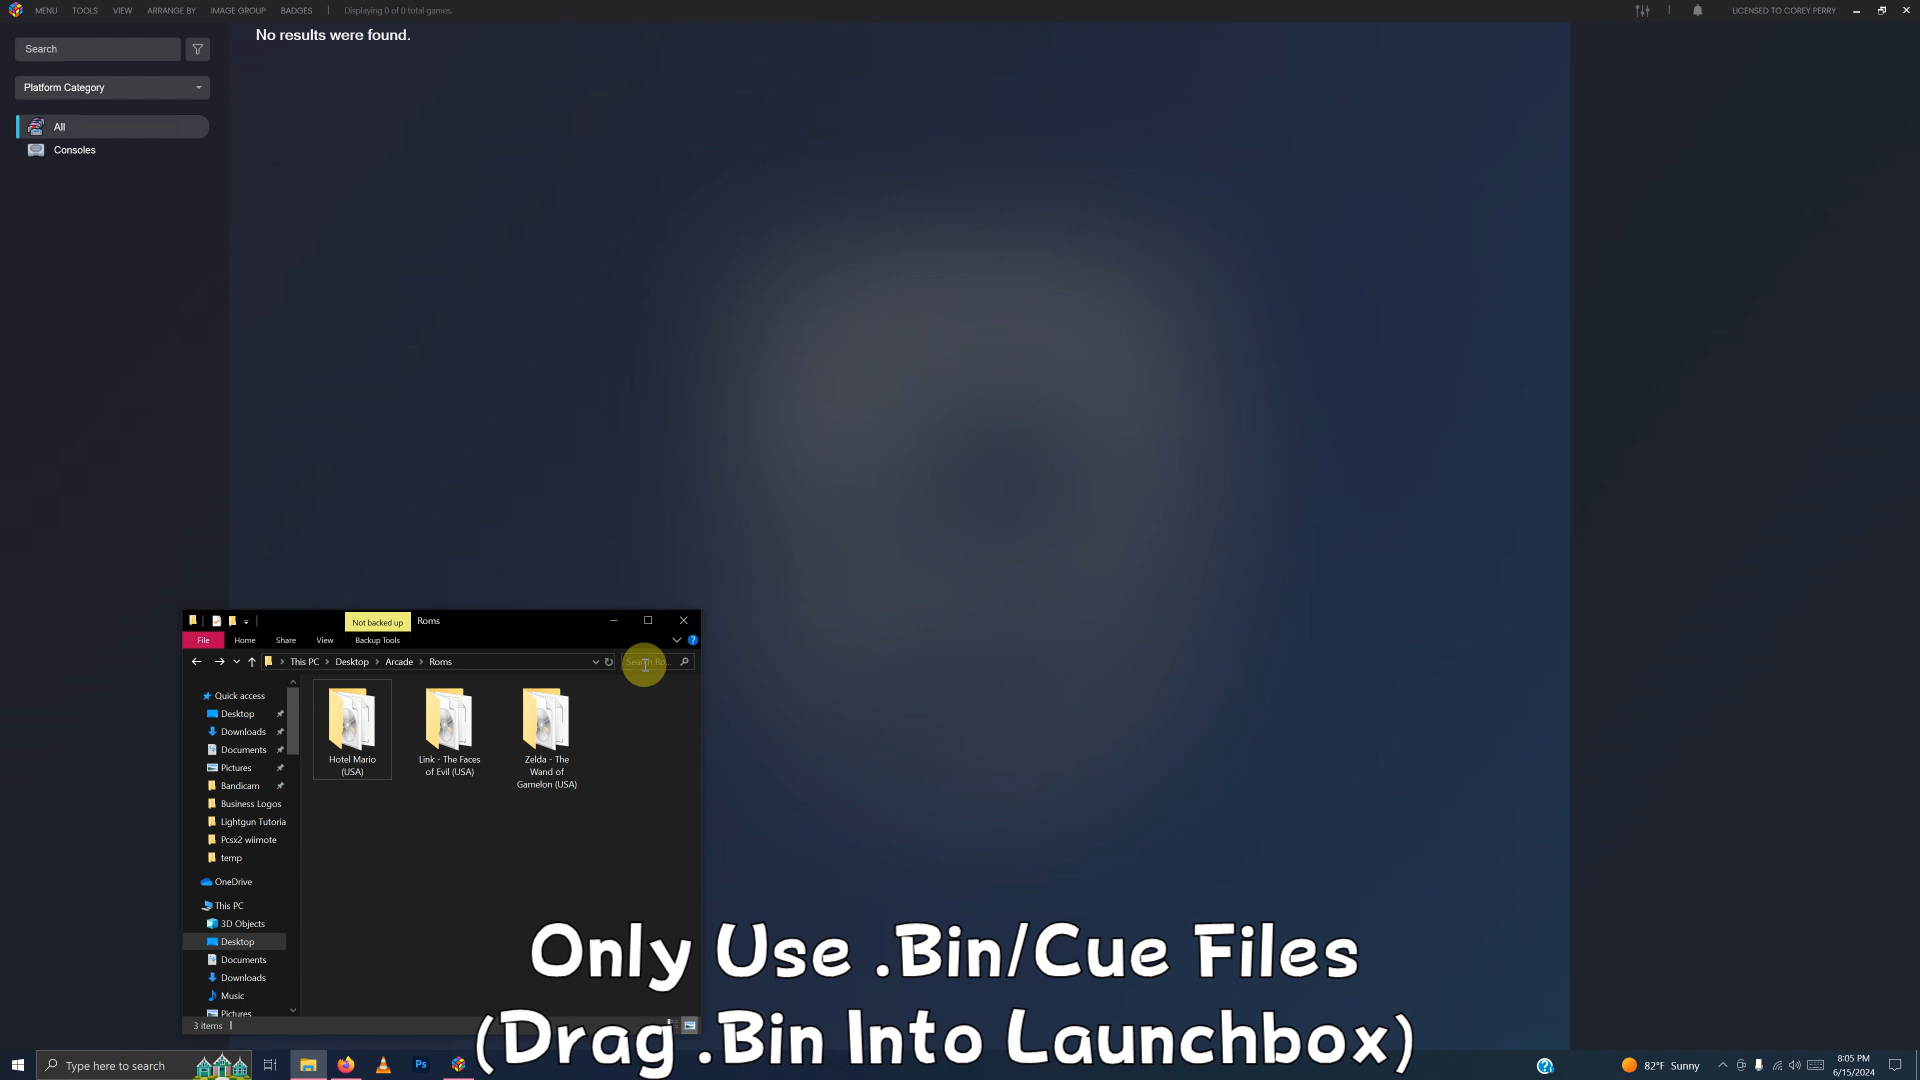 MENU TOOLS VIEW ARRANGE BY IMAGE GROUP BADGES Displaying 0 of 0 total games. LICENSED TO COREY PERRY
Search
No results were found.
Platform Category
All
Consoles
Not backed up Roms
File Home Share View Backup Tools
This PC Desktop Arcade Roms
Quick access
Desktop
Downloads
Documents
Pictures
Bandicam
Business Logos
Lightgun Tutoria
Pcsx2 wiimote
temp
OneDrive
This PC
3D Objects
Desktop
Documents
Downloads
Music
Pictures
Hotel Mario
(USA)
Link - The Faces
of Evil (USA)
Zelda - The
Wand of
Gamelon (USA)
3 items
Only Use .Bin/Cue Files
(Drag .Bin Into Launchbox)
Type here to search
Ps
82°F Sunny
8:05 PM
6/15/2024